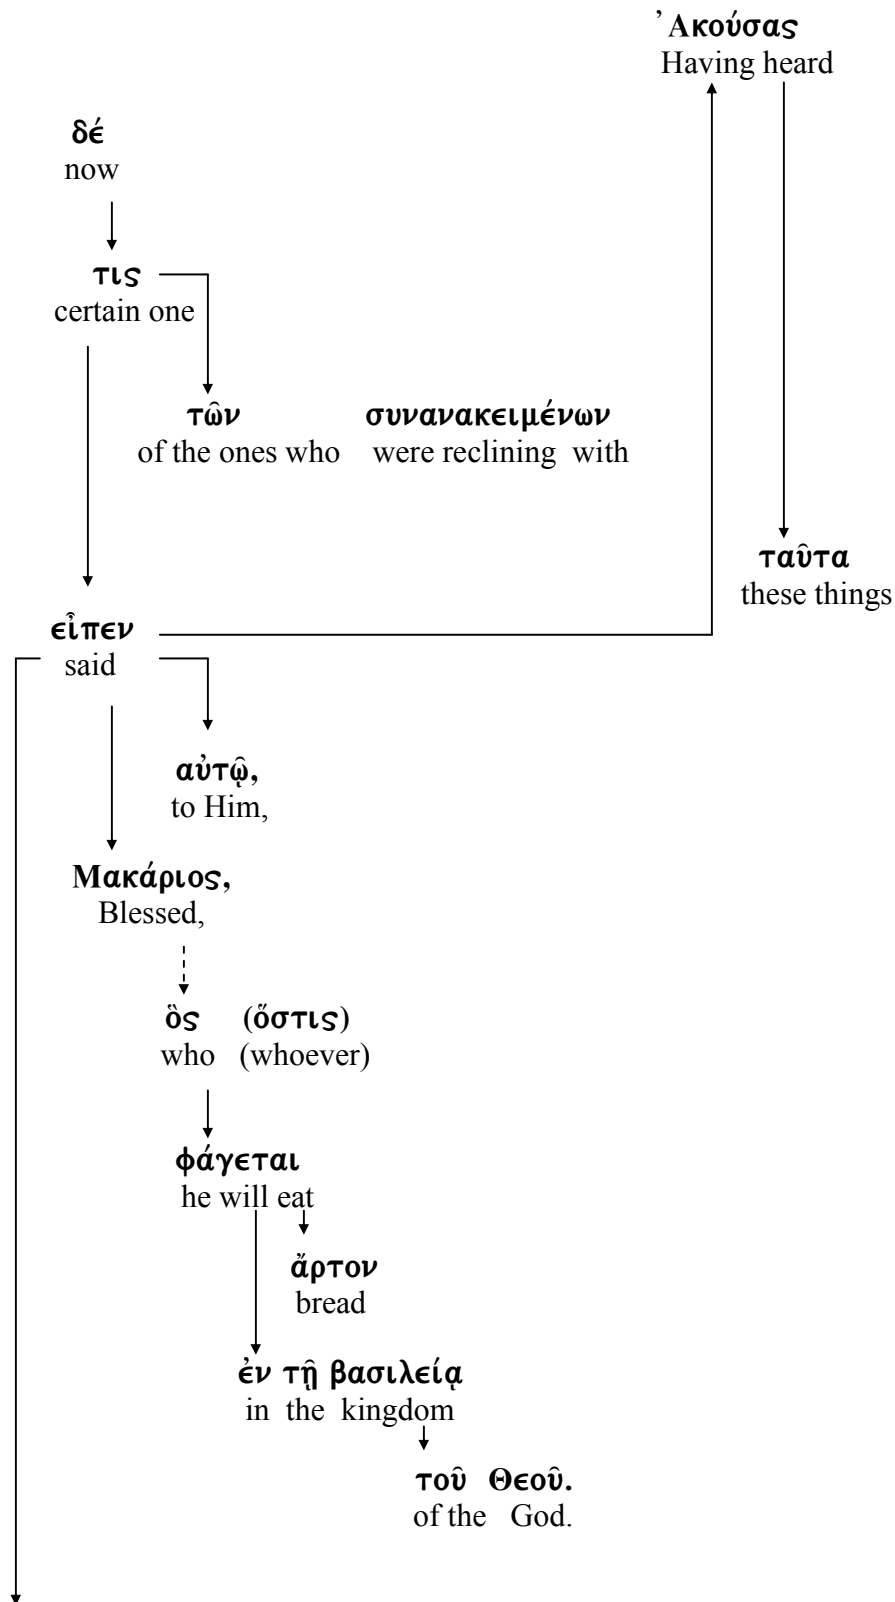 Ἀκούσας
Having heard
δέ
now
τις
certain one
τῶν συνανακειμένων
of the ones who were reclining with
ταῦτα
these things
εἶπεν
said
αὐτῷ,
to Him,
Μακάριος,
Blessed,
ὃς (ὅστις)
who (whoever)
φάγεται
he will eat
ἄρτον
bread
ἐν τῇ βασιλείᾳ
in the kingdom
τοῦ Θεοῦ.
of the God.